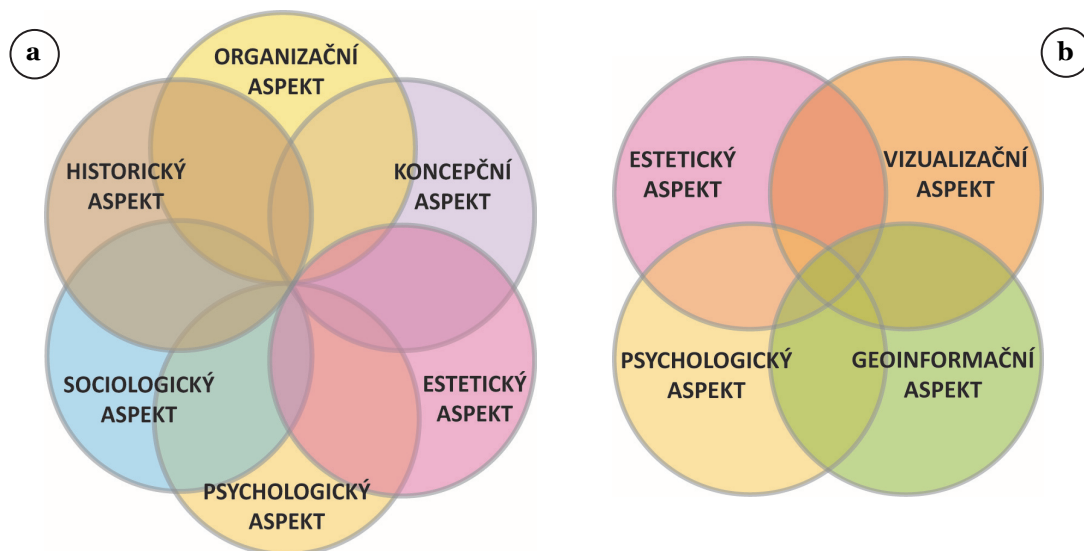 a
ORGANIZAČNÍ
ASPEKT
HISTORICKÝ
ASPEKT
KONCEPČNÍ
ASPEKT
SOCIOLOGICKÝ
ASPEKT
ESTETICKÝ
ASPEKT
PSYCHOLOGICKÝ
ASPEKT
b
ESTETICKÝ
ASPEKT
VIZUALIZAČNÍ
ASPEKT
PSYCHOLOGICKÝ
ASPEKT
GEOINFORMAČNÍ
ASPEKT